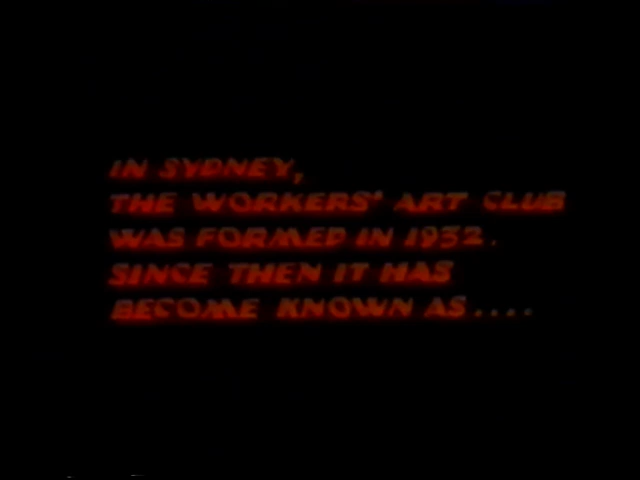 IN SYDNEY,
THE WORKERS' ART CLUB
WAS FORMED IN 1932.
SINCE THEN IT HAS
BECOME KNOWN AS....